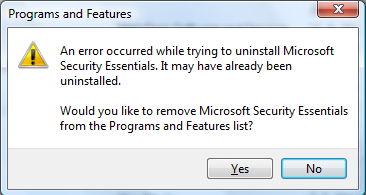 Programs and Features
An error occurred while trying to uninstall Microsoft
Security Essentials. It may have already been
uninstalled.
Would you like to remove Microsoft Security Essentials
from the Programs and Features list?
Yes
No